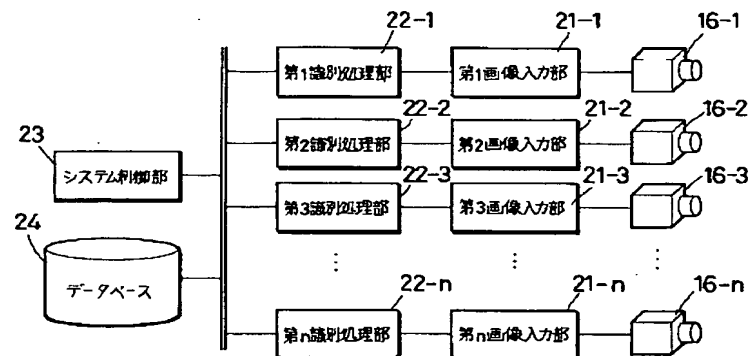 22-1 21-1 16-1
第1識別処理部 第1画像入力部
22-2 21-2 16-2
第2識別処理部 第2画像入力部
23 22-3 21-3 16-3
システム制御部 第3識別処理部 第3画像入力部
24
データベース
22-n 21-n 16-n
第n識別処理部 第n画像入力部